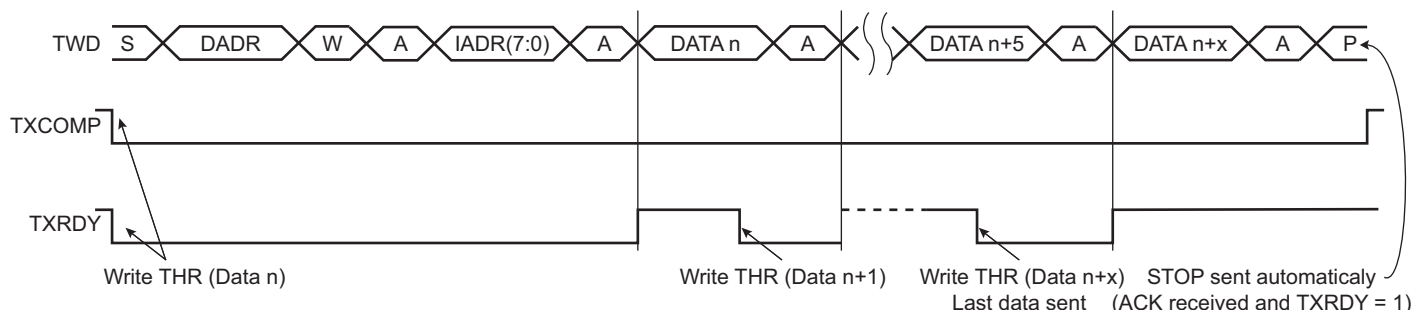 TWD S DADR W A IADR(7:0) A DATA n A DATA n+5 A DATA n+x A P
TXCOMP
TXRDY
Write THR (Data n) Write THR (Data n+1) Write THR (Data n+x) STOP sent automaticaly
Last data sent (ACK received and TXRDY = 1)